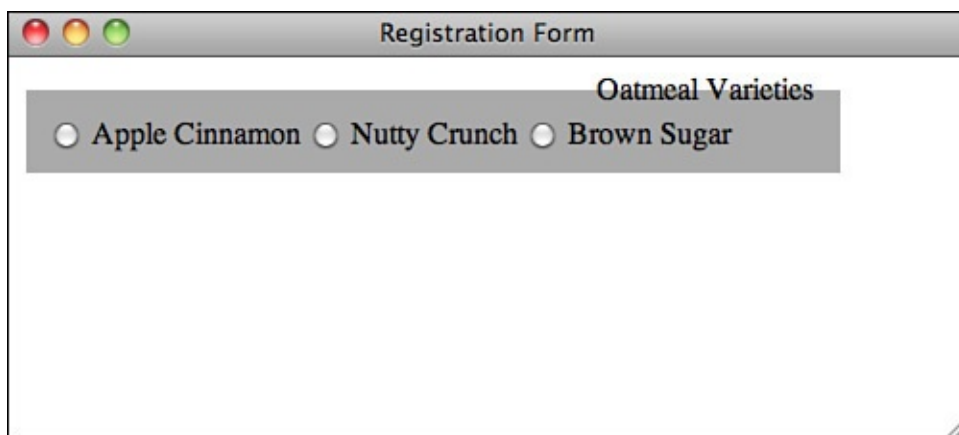 Registration Form
Oatmeal Varieties
Apple Cinnamon Nutty Crunch Brown Sugar